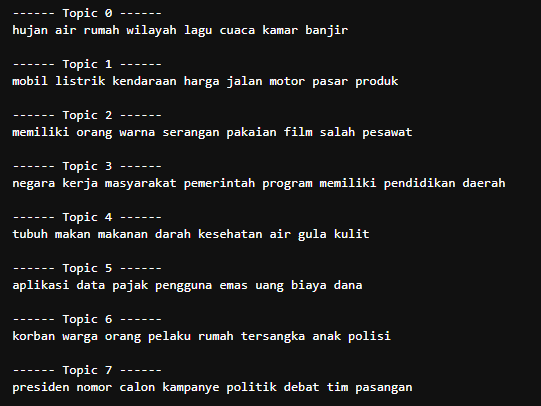 ------ Topic 0 ------
hujan air rumah wilayah lagu cuaca kamar banjir
------ Topic 1 ------
mobil listrik kendaraan harga jalan motor pasar produk
------ Topic 2 ------
memiliki orang warna serangan pakaian film salah pesawat
------ Topic 3 ------
negara kerja masyarakat pemerintah program memiliki pendidikan daerah
------ Topic 4 ------
tubuh makan makanan darah kesehatan air gula kulit
------ Topic 5 ------
aplikasi data pajak pengguna emas uang biaya dana
------ Topic 6 ------
korban warga orang pelaku rumah tersangka anak polisi
------ Topic 7 ------
presiden nomor calon kampanye politik debat tim pasangan